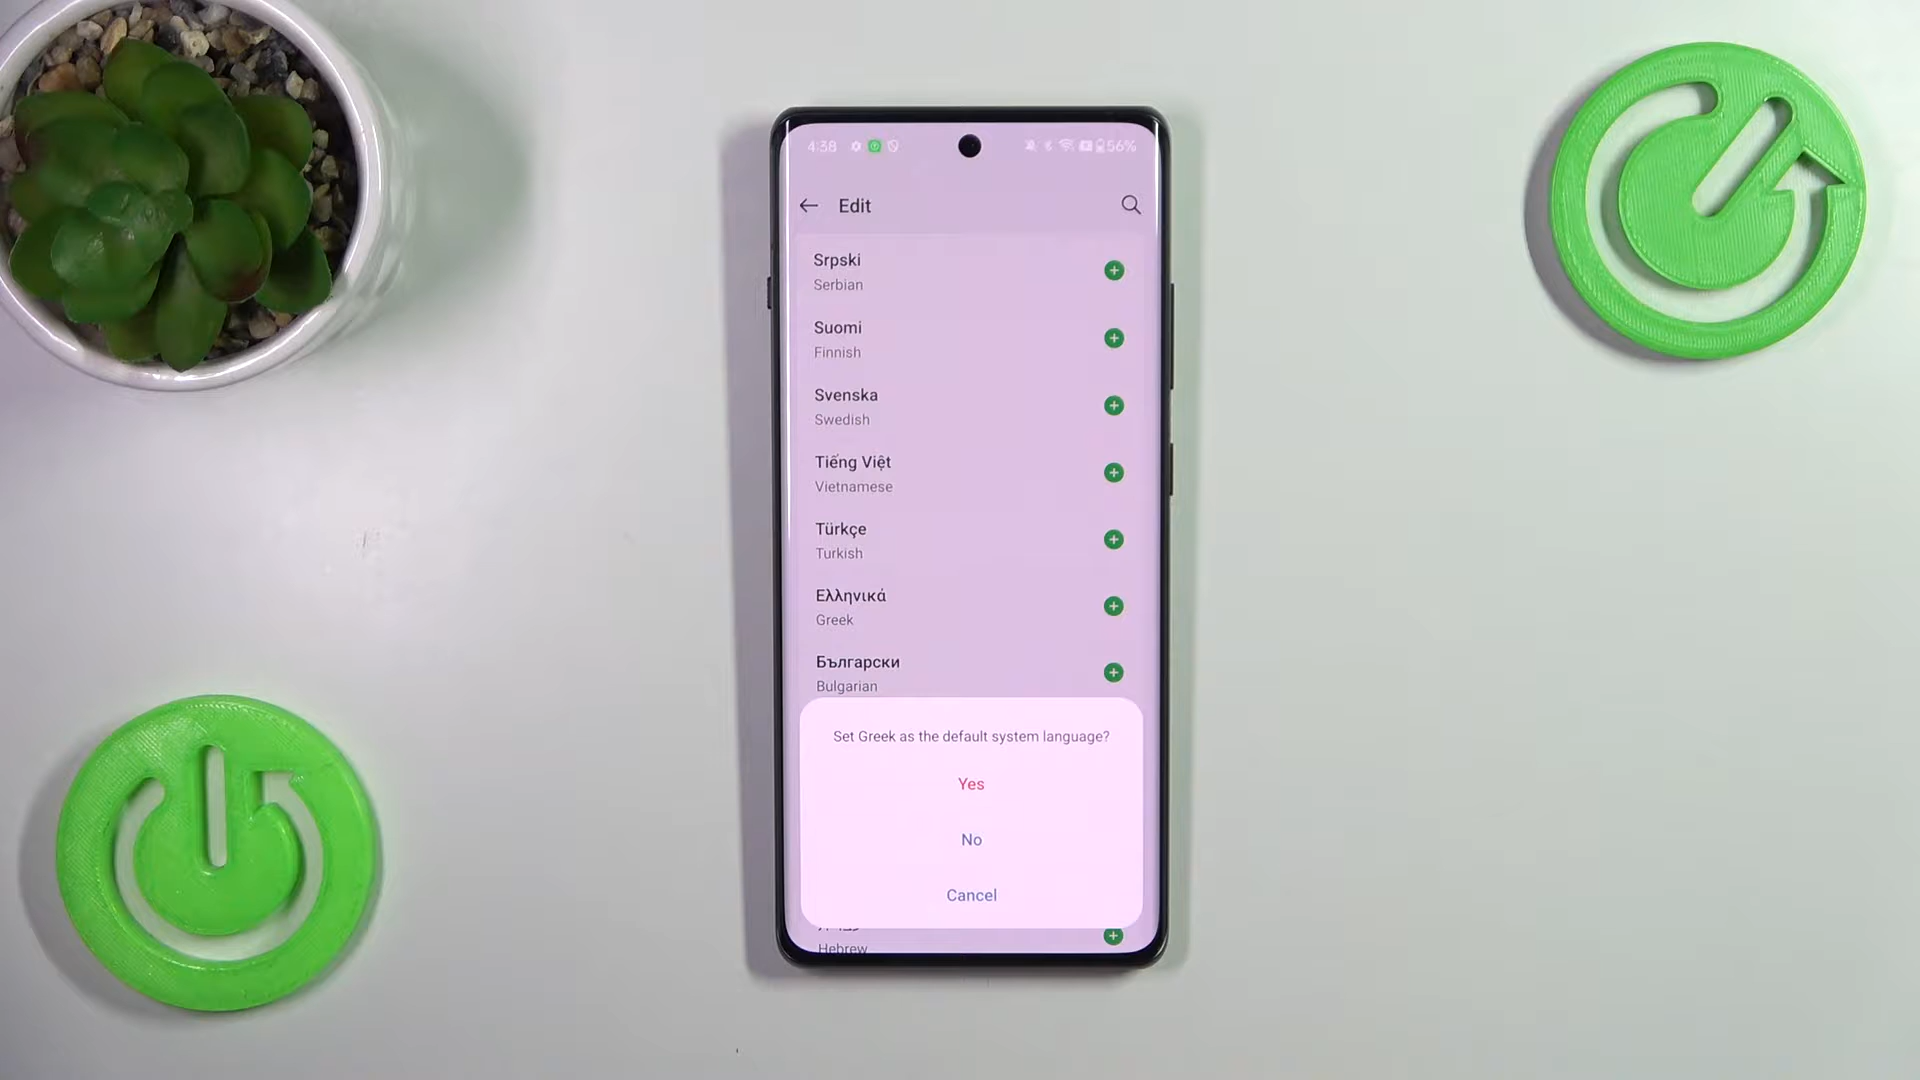 4:38
56%
Edit
Srpski
Serbian
Suomi
Finnish
Svenska
Swedish
Tiếng Việt
Vietnamese
Türkçe
Turkish
Ελληνικά
Greek
Български
Bulgarian
Set Greek as the default system language?
Yes
No
Cancel
Hebrew